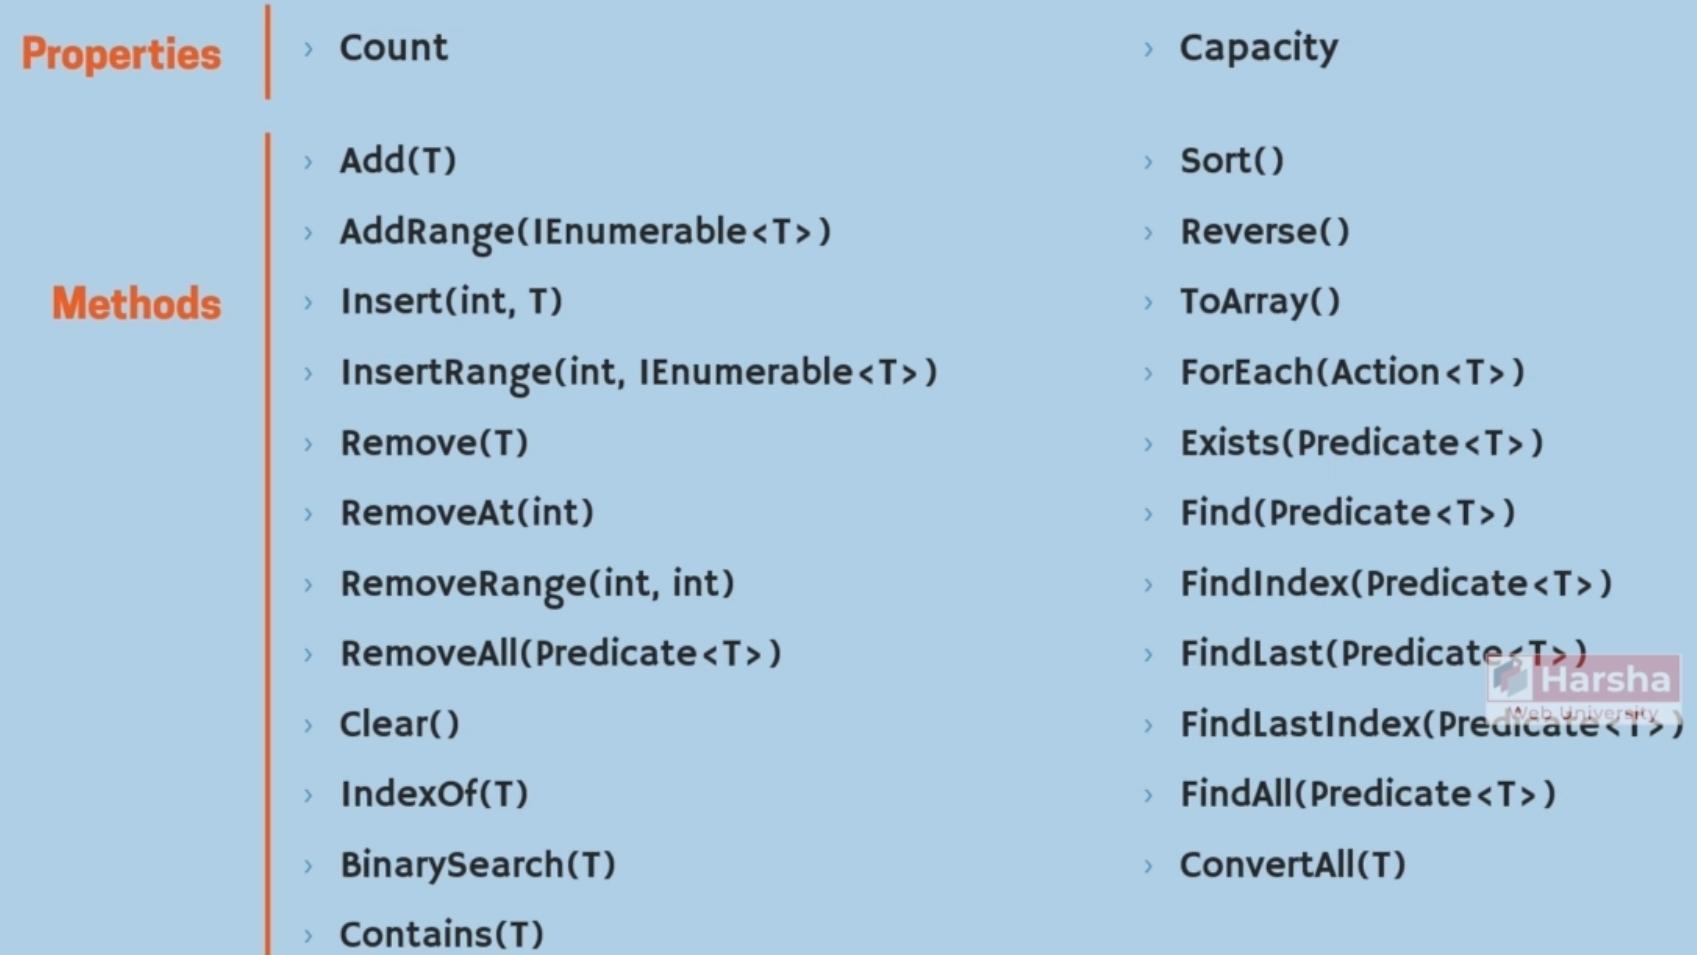 Properties
Count
Capacity
Methods
Add(T)
AddRange(IEnumerable<T>)
Insert(int, T)
InsertRange(int, IEnumerable<T>)
Remove(T)
RemoveAt(int)
RemoveRange(int, int)
RemoveAll(Predicate<T>)
Clear()
IndexOf(T)
BinarySearch(T)
Contains(T)
Sort()
Reverse()
ToArray()
ForEach(Action<T>)
Exists(Predicate<T>)
Find(Predicate<T>)
FindIndex(Predicate<T>)
FindLast(Predicate<T>)
FindLastIndex(Predicate<T>)
FindAll(Predicate<T>)
ConvertAll(T)
Harsha
Web University